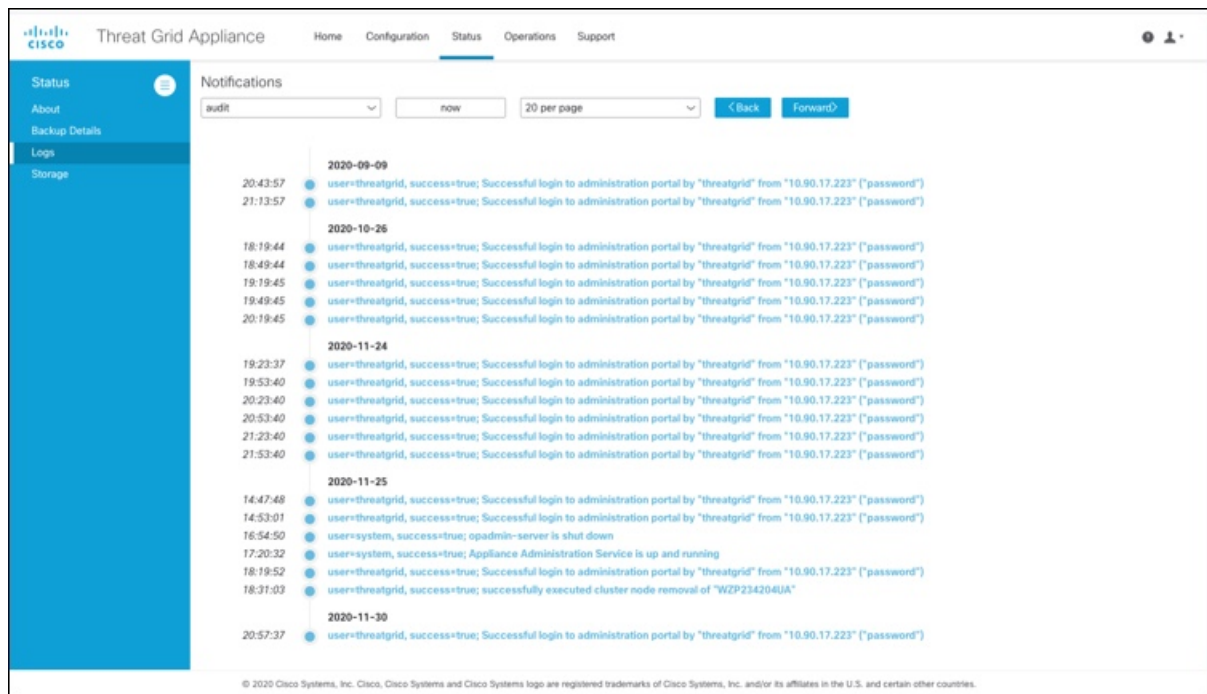 CISCO
Threat Grid Appliance
Home Configuration Status Operations Support
Status
About
Backup Details
Logs
Storage
Notifications
audit now 20 per page <Back Forward>
2020-09-09
20:43:57 user=threatgrid, success=true; Successful login to administration portal by "threatgrid" from "10.90.17.223" ("password")
21:13:57 user=threatgrid, success=true; Successful login to administration portal by "threatgrid" from "10.90.17.223" ("password")
2020-10-26
18:19:44 user=threatgrid, success=true; Successful login to administration portal by "threatgrid" from "10.90.17.223" ("password")
18:49:44 user=threatgrid, success=true; Successful login to administration portal by "threatgrid" from "10.90.17.223" ("password")
19:19:45 user=threatgrid, success=true; Successful login to administration portal by "threatgrid" from "10.90.17.223" ("password")
19:49:45 user=threatgrid, success=true; Successful login to administration portal by "threatgrid" from "10.90.17.223" ("password")
20:19:45 user=threatgrid, success=true; Successful login to administration portal by "threatgrid" from "10.90.17.223" ("password")
2020-11-24
19:23:37 user=threatgrid, success=true; Successful login to administration portal by "threatgrid" from "10.90.17.223" ("password")
19:53:40 user=threatgrid, success=true; Successful login to administration portal by "threatgrid" from "10.90.17.223" ("password")
20:23:40 user=threatgrid, success=true; Successful login to administration portal by "threatgrid" from "10.90.17.223" ("password")
20:53:40 user=threatgrid, success=true; Successful login to administration portal by "threatgrid" from "10.90.17.223" ("password")
21:23:40 user=threatgrid, success=true; Successful login to administration portal by "threatgrid" from "10.90.17.223" ("password")
21:53:40 user=threatgrid, success=true; Successful login to administration portal by "threatgrid" from "10.90.17.223" ("password")
2020-11-25
14:47:48 user=threatgrid, success=true; Successful login to administration portal by "threatgrid" from "10.90.17.223" ("password")
14:53:01 user=threatgrid, success=true; Successful login to administration portal by "threatgrid" from "10.90.17.223" ("password")
16:54:50 user=system, success=true; opadmin-server is shut down
17:20:32 user=system, success=true; Appliance Administration Service is up and running
18:19:52 user=threatgrid, success=true; Successful login to administration portal by "threatgrid" from "10.90.17.223" ("password")
18:31:03 user=threatgrid, success=true; successfully executed cluster node removal of "WZP234204UA"
2020-11-30
20:57:37 user=threatgrid, success=true; Successful login to administration portal by "threatgrid" from "10.90.17.223" ("password")
© 2020 Cisco Systems, Inc. Cisco, Cisco Systems and Cisco Systems logo are registered trademarks of Cisco Systems, Inc. and/or its affiliates in the U.S. and certain other countries.